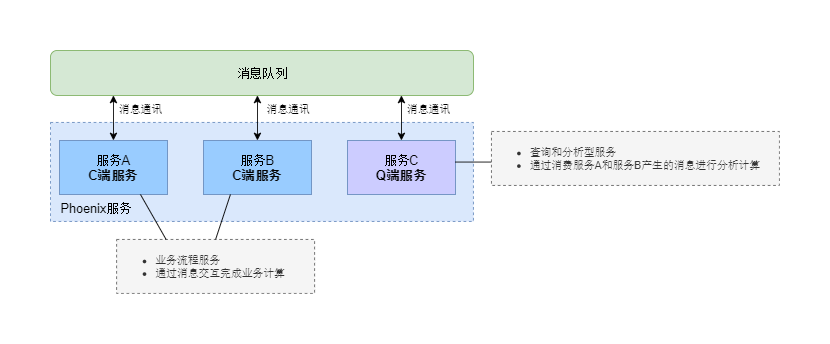 消息队列
消息通讯
消息通讯
消息通讯
服务A
C端服务
服务B
C端服务
服务C
Q端服务
Phoenix服务
查询和分析型服务
通过消费服务A和服务B产生的消息进行分析计算
业务流程服务
通过消息交互完成业务计算